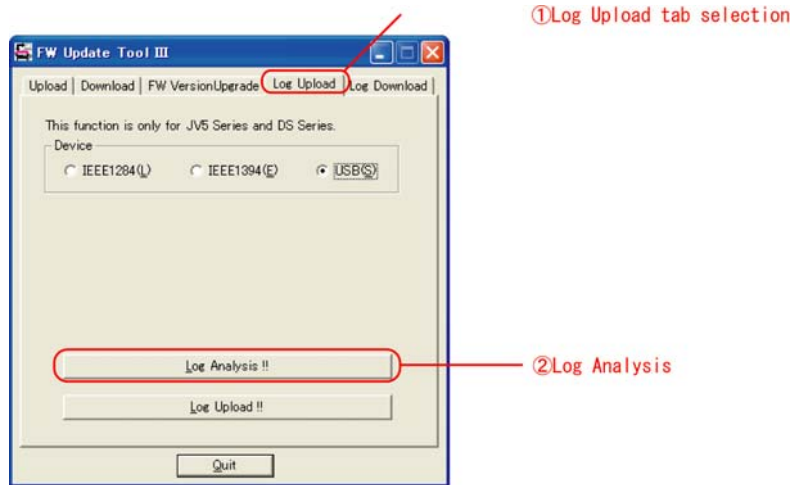 ①Log Upload tab selection
FW Update Tool III
Upload Download FW VersionUpgrade Log Upload Log Download
This function is only for JV5 Series and DS Series.
Device
IEEE1284(L) IEEE1394(E) USB(S)
Log Analysis !!
②Log Analysis
Log Upload !!
Quit